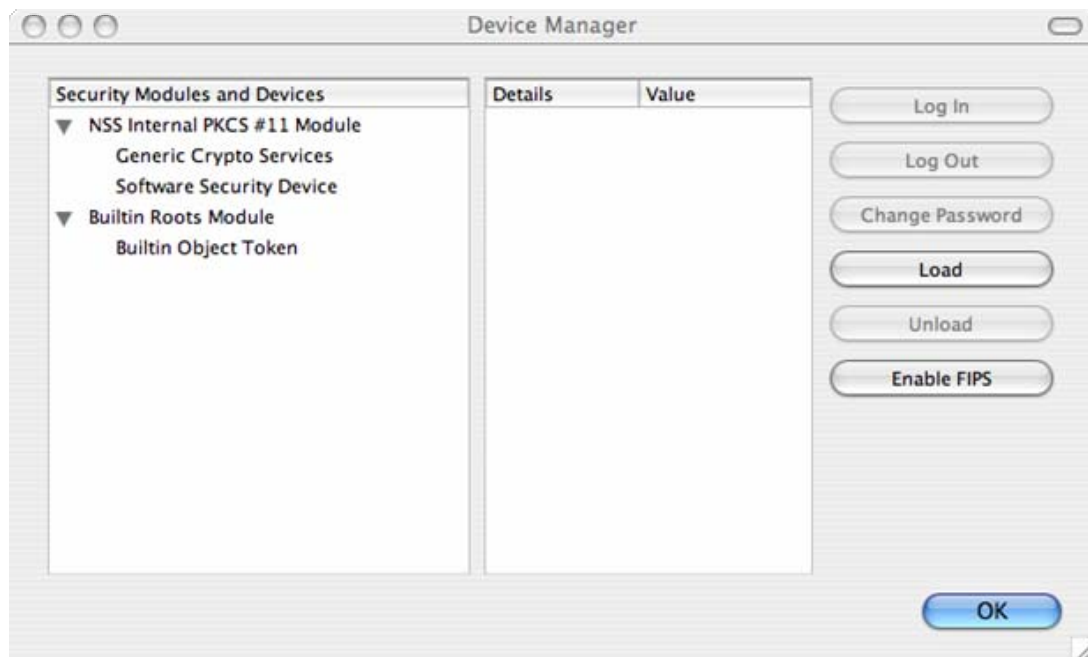 Device Manager
Security Modules and Devices
NSS Internal PKCS #11 Module
Generic Crypto Services
Software Security Device
Builtin Roots Module
Builtin Object Token
Details Value
Log In
Log Out
Change Password
Load
Unload
Enable FIPS
OK